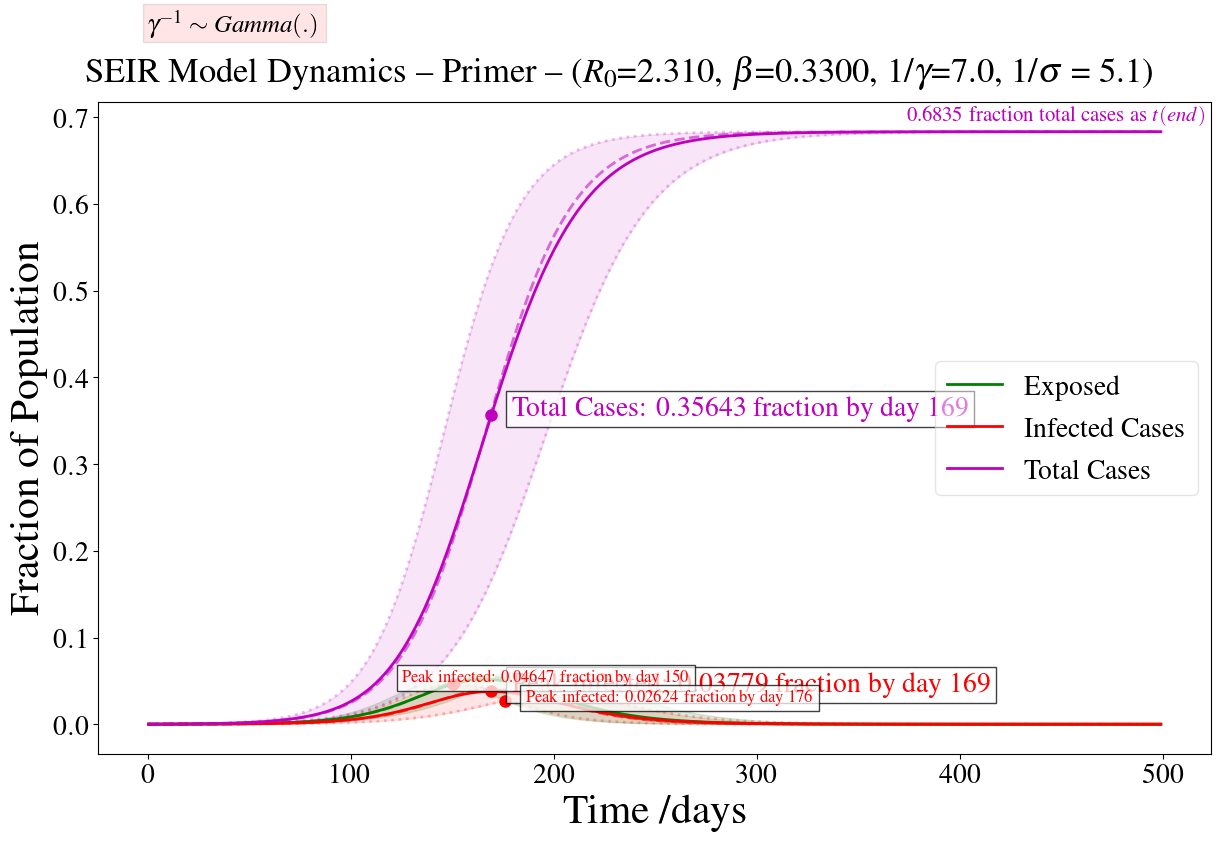 γ⁻¹ ∼ Gamma(.)
SEIR Model Dynamics – Primer – (R₀=2.310, β=0.3300, 1/γ=7.0, 1/σ = 5.1)
0.6835 fraction total cases as t(end)
Fraction of Population
0.7
0.6
0.5
0.4
0.3
0.2
0.1
0.0
Total Cases: 0.35643 fraction by day 169
Exposed
Infected Cases
Total Cases
Peak infected: 0.04647 fraction by day 150
0.03779 fraction by day 169
Peak infected: 0.02624 fraction by day 176
0 100 200 300 400 500
Time /days